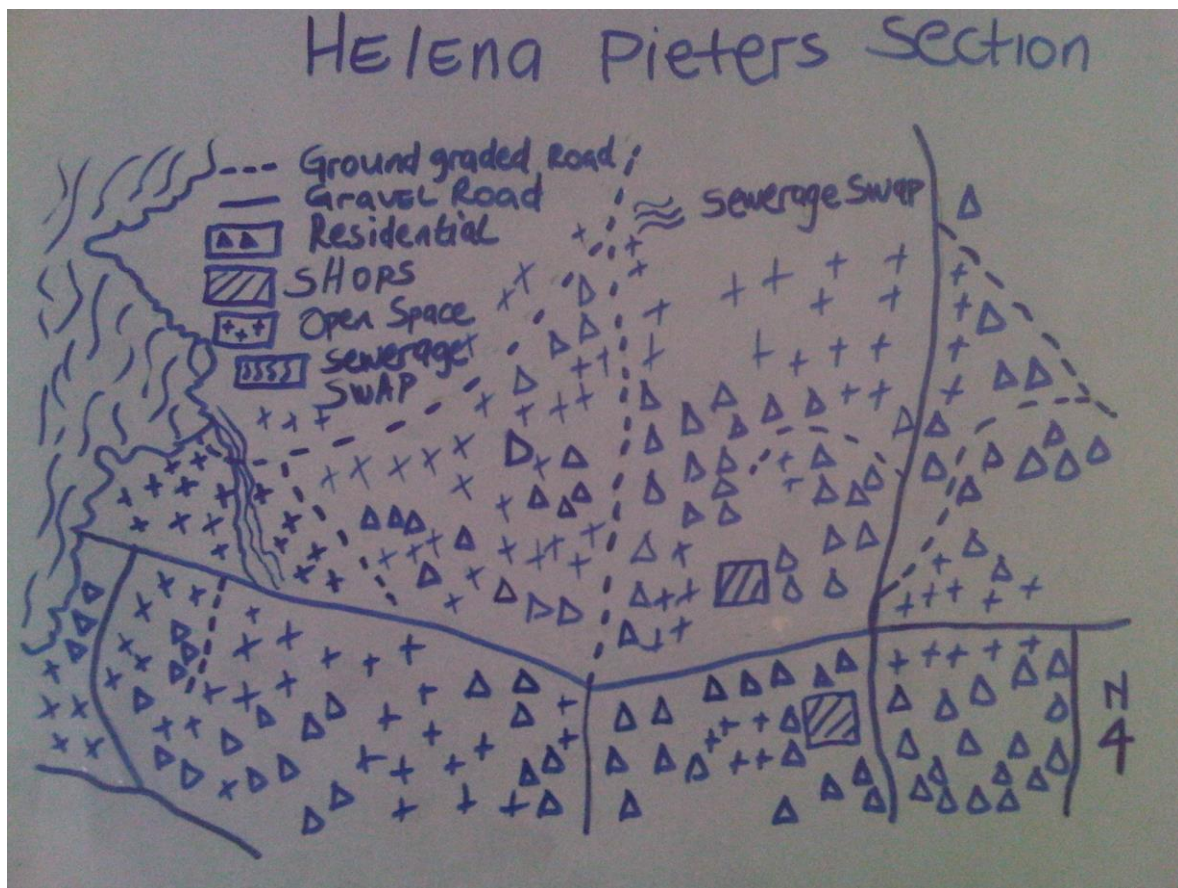 HElEna Pieters Section
Ground graded Road
GravEL Road
Residential
SHOPS
Open Space
sewerage
SWAP
sewerage Swap
N
4